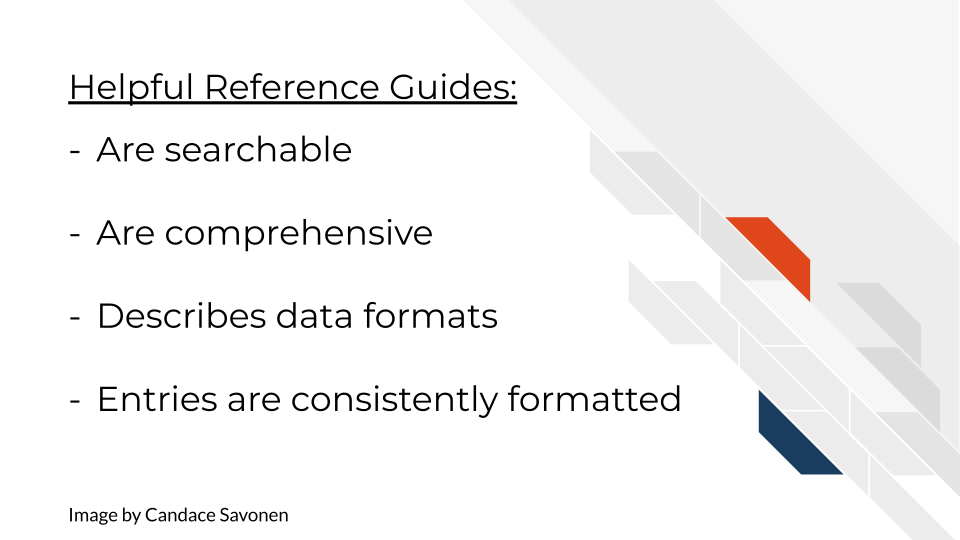 Helpful Reference Guides:
- Are searchable
- Are comprehensive
- Describes data formats
- Entries are consistently formatted
Image by Candace Savonen